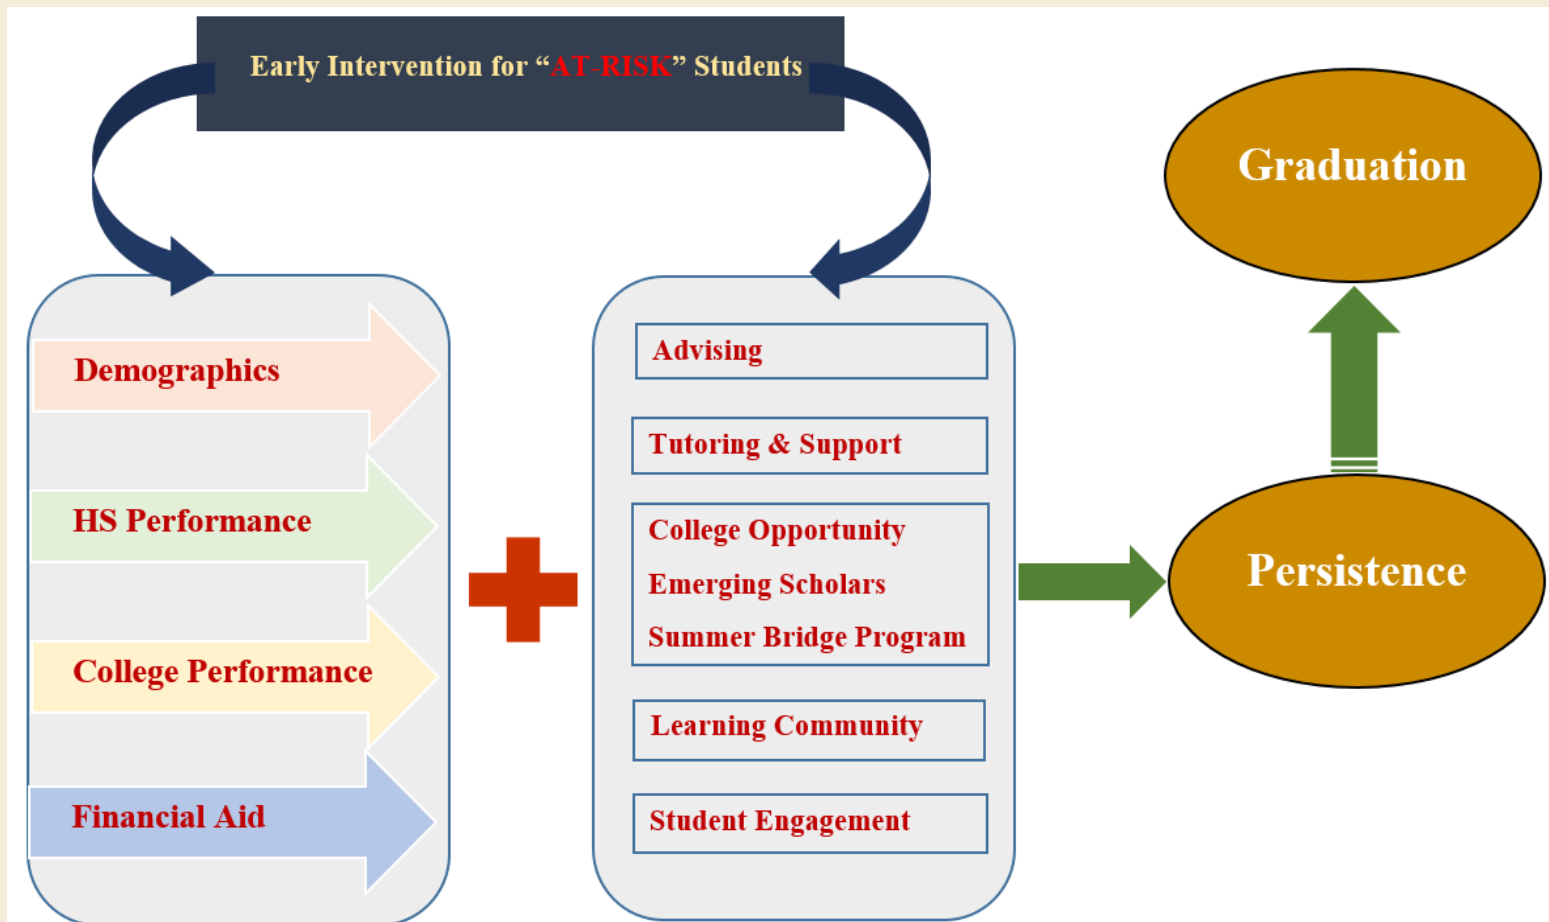 Early Intervention for “AT-RISK” Students
Demographics
HS Performance
College Performance
Financial Aid
Advising
Tutoring & Support
College Opportunity
Emerging Scholars
Summer Bridge Program
Learning Community
Student Engagement
Graduation
Persistence